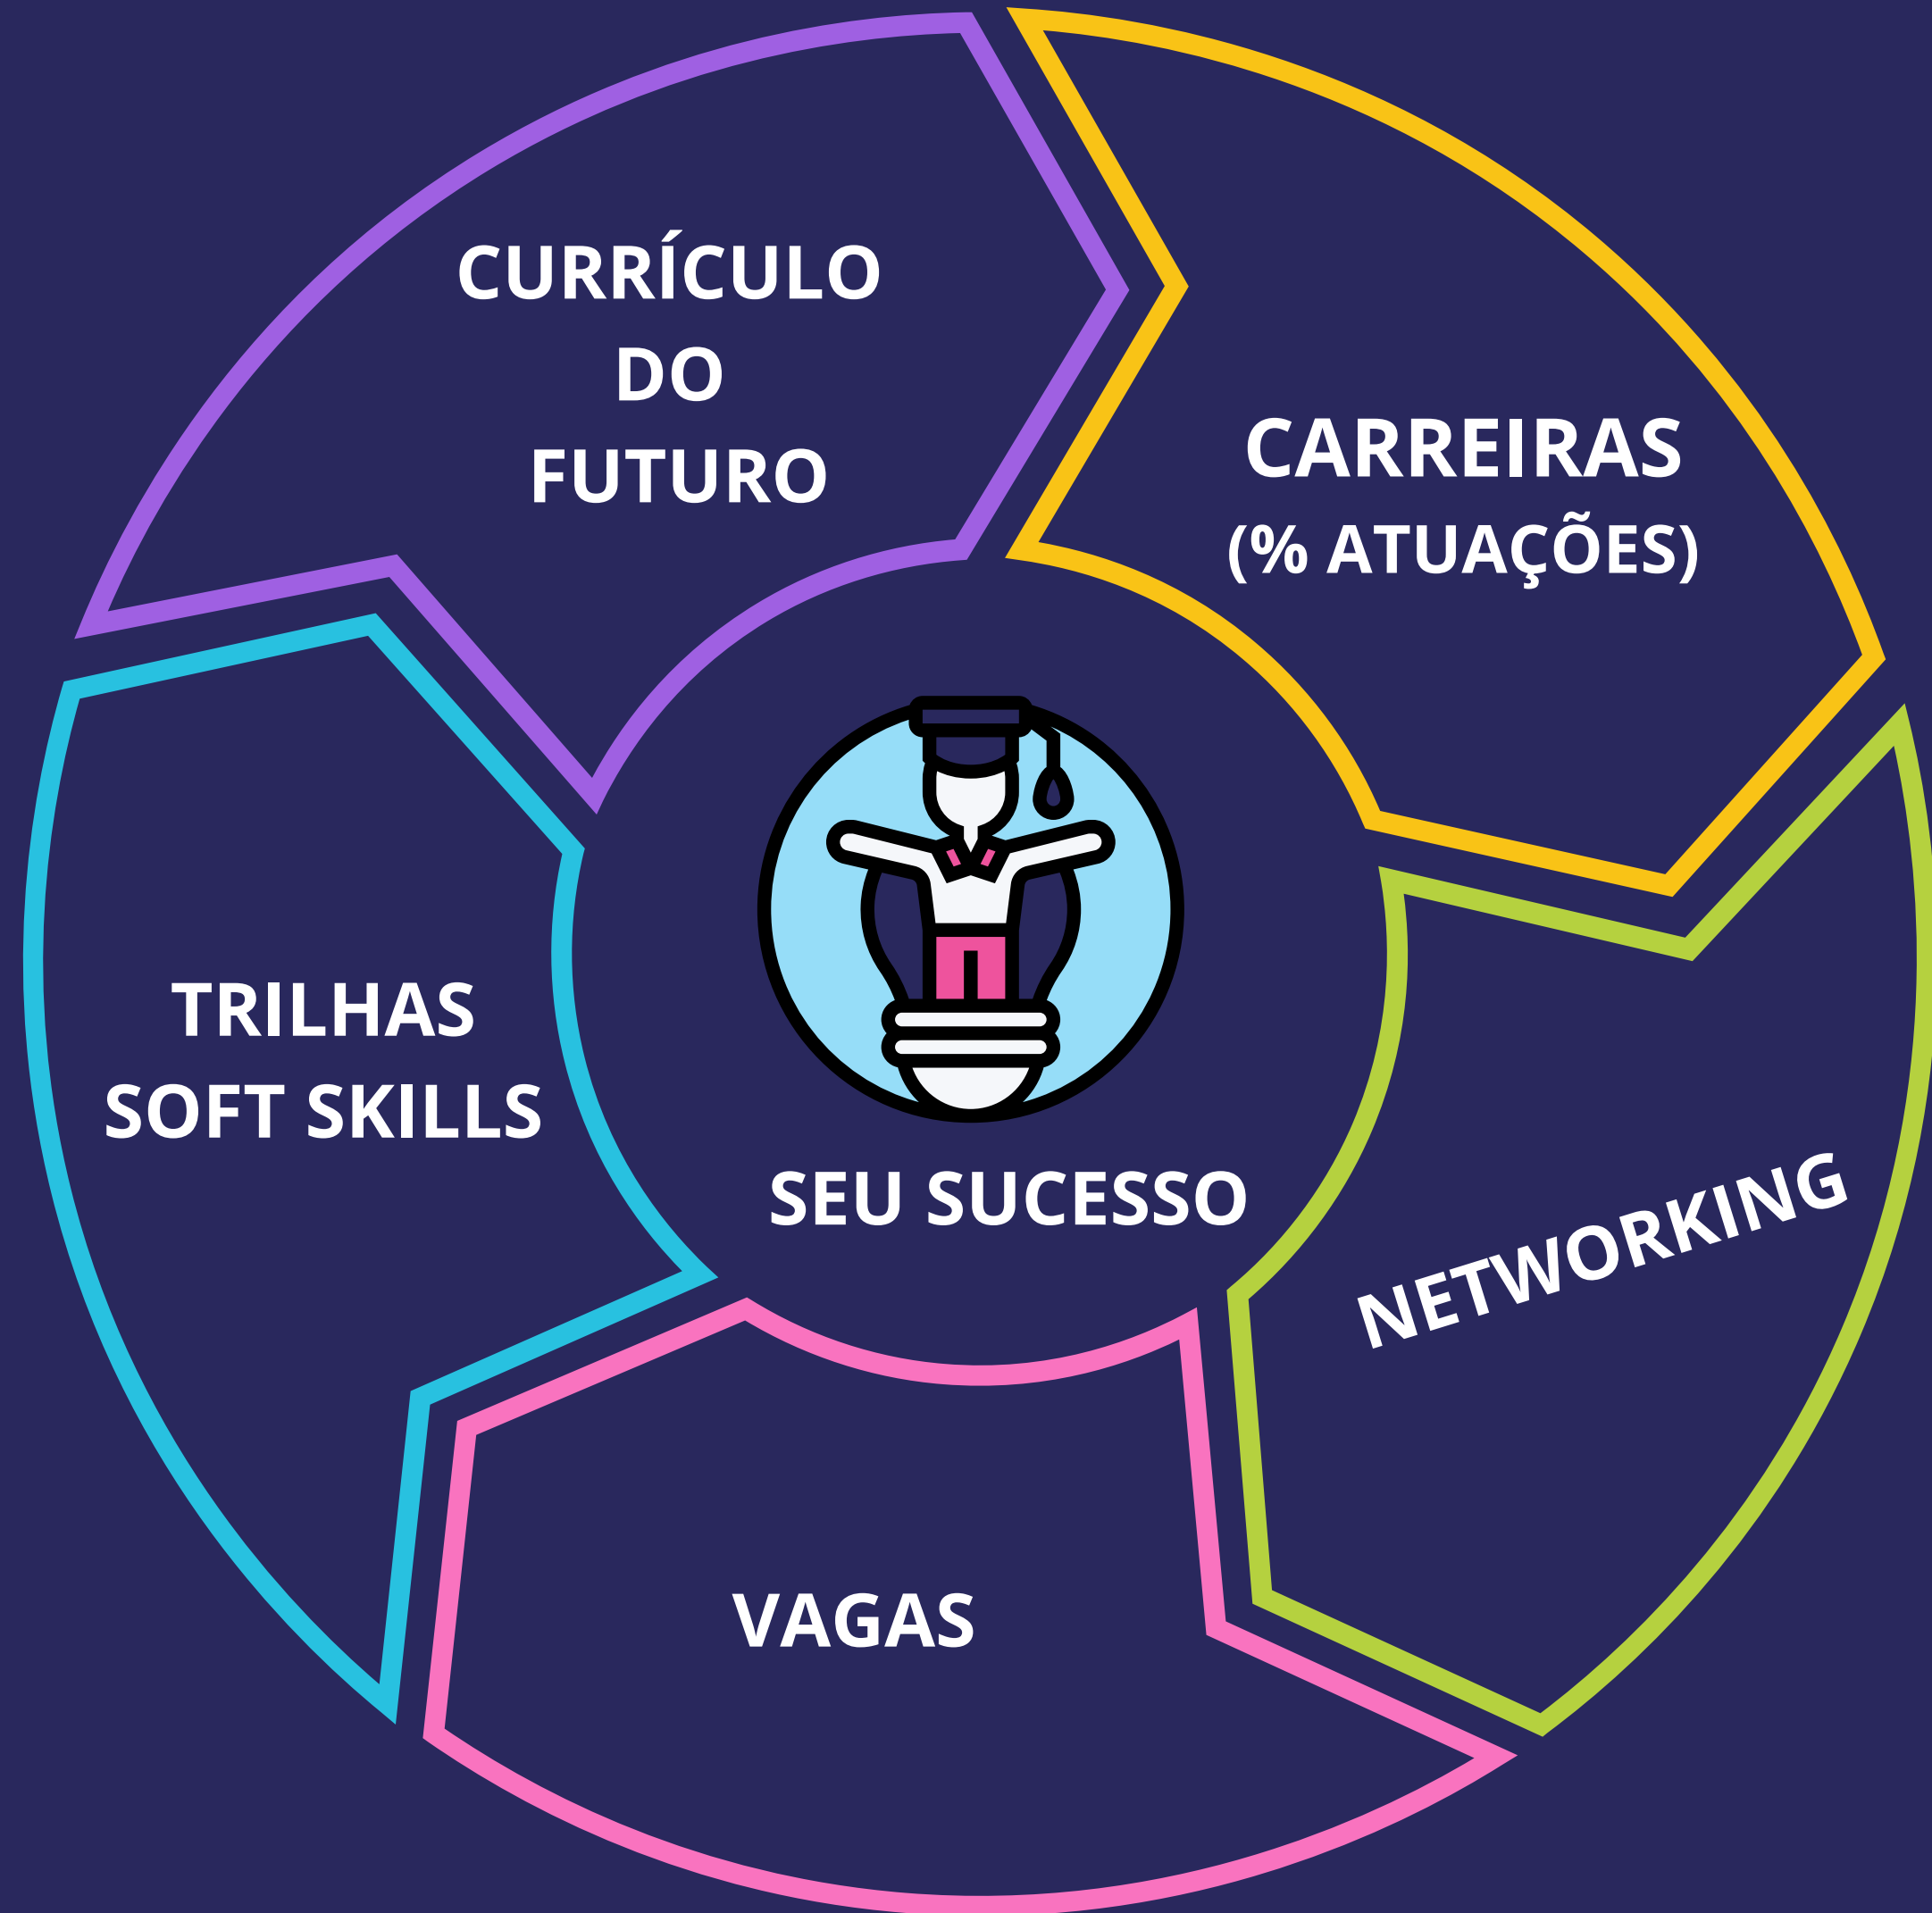 CURRÍCULO
DO
FUTURO
CARREIRAS
(% ATUAÇÕES)
TRILHAS
SOFT SKILLS
SEU SUCESSO
NETWORKING
VAGAS